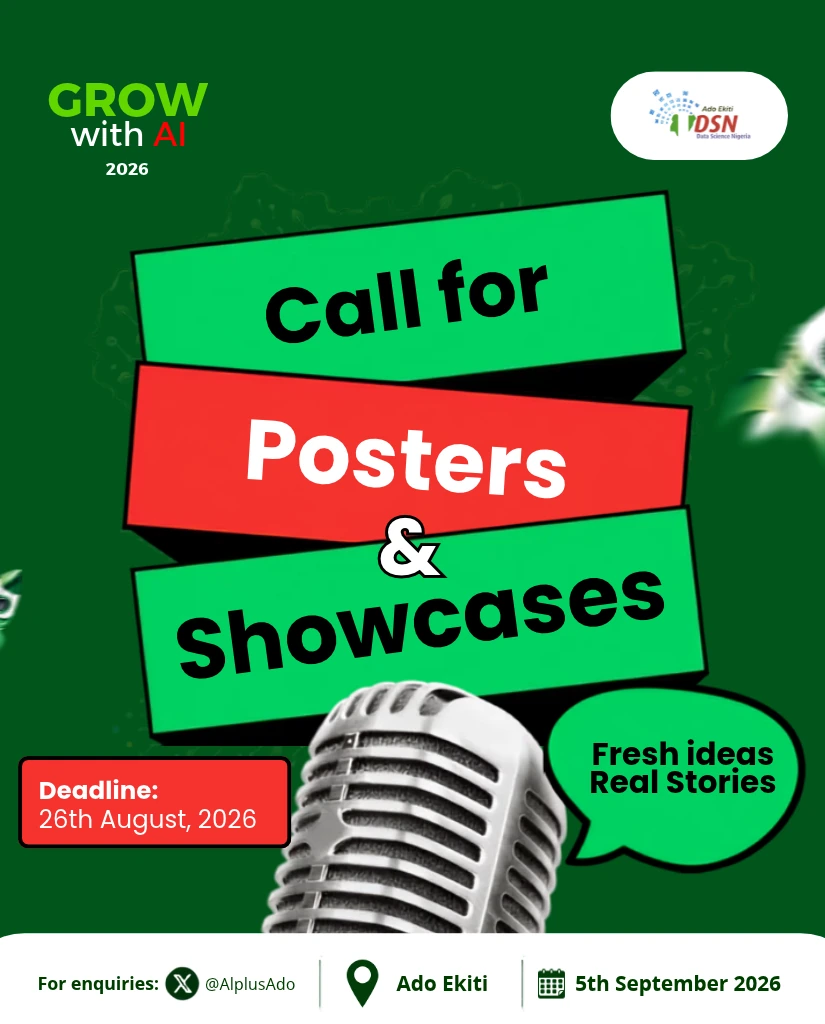 GROW
with AI
2026
Ado Ekiti
DSN
Data Science Nigeria
Call for
Posters
&
Showcases
Fresh ideas
Real Stories
Deadline:
26th August, 2026
For enquiries: X @AIplusAdo
Ado Ekiti
5th September 2026